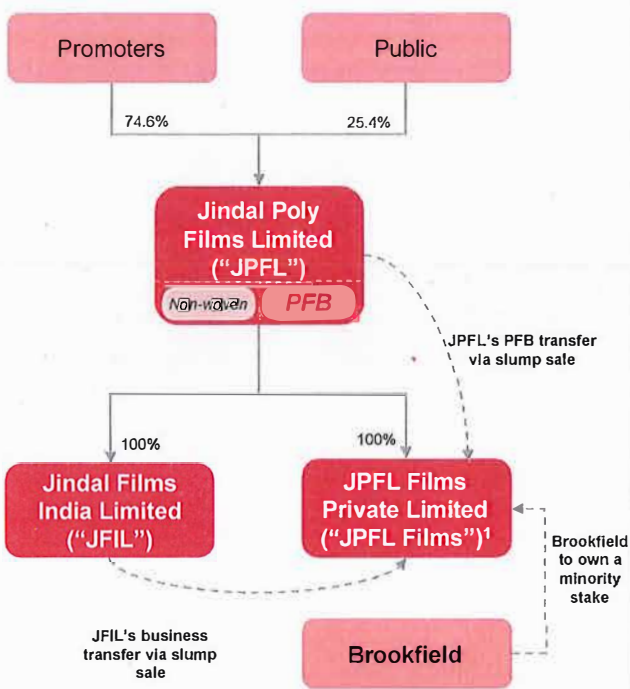 Promoters
Public
74.6%
25.4%
Jindal Poly
Films Limited
("JPFL")
Non-woven
PFB
JPFL's PFB transfer
via slump sale
100%
100%
Jindal Films
India Limited
("JFIL")
JPFL Films
Private Limited
("JPFL Films")¹
Brookfield
to own a
minority
stake
JFIL's business
transfer via slump
sale
Brookfield